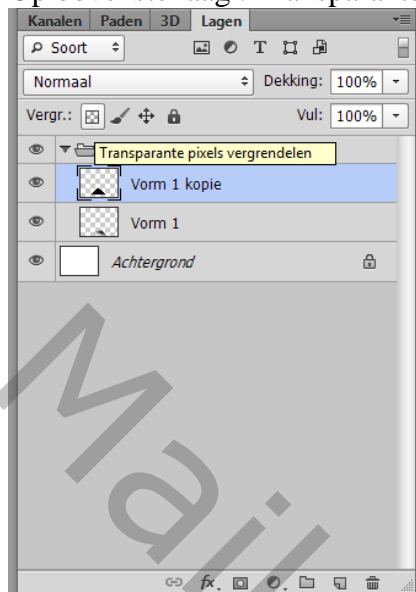 Kanalen Paden 3D Lagen
Soort
Normaal Dekking: 100%
Vergr.: Vul: 100%
Transparante pixels vergrendelen
Vorm 1 kopie
Vorm 1
Achtergrond
fx